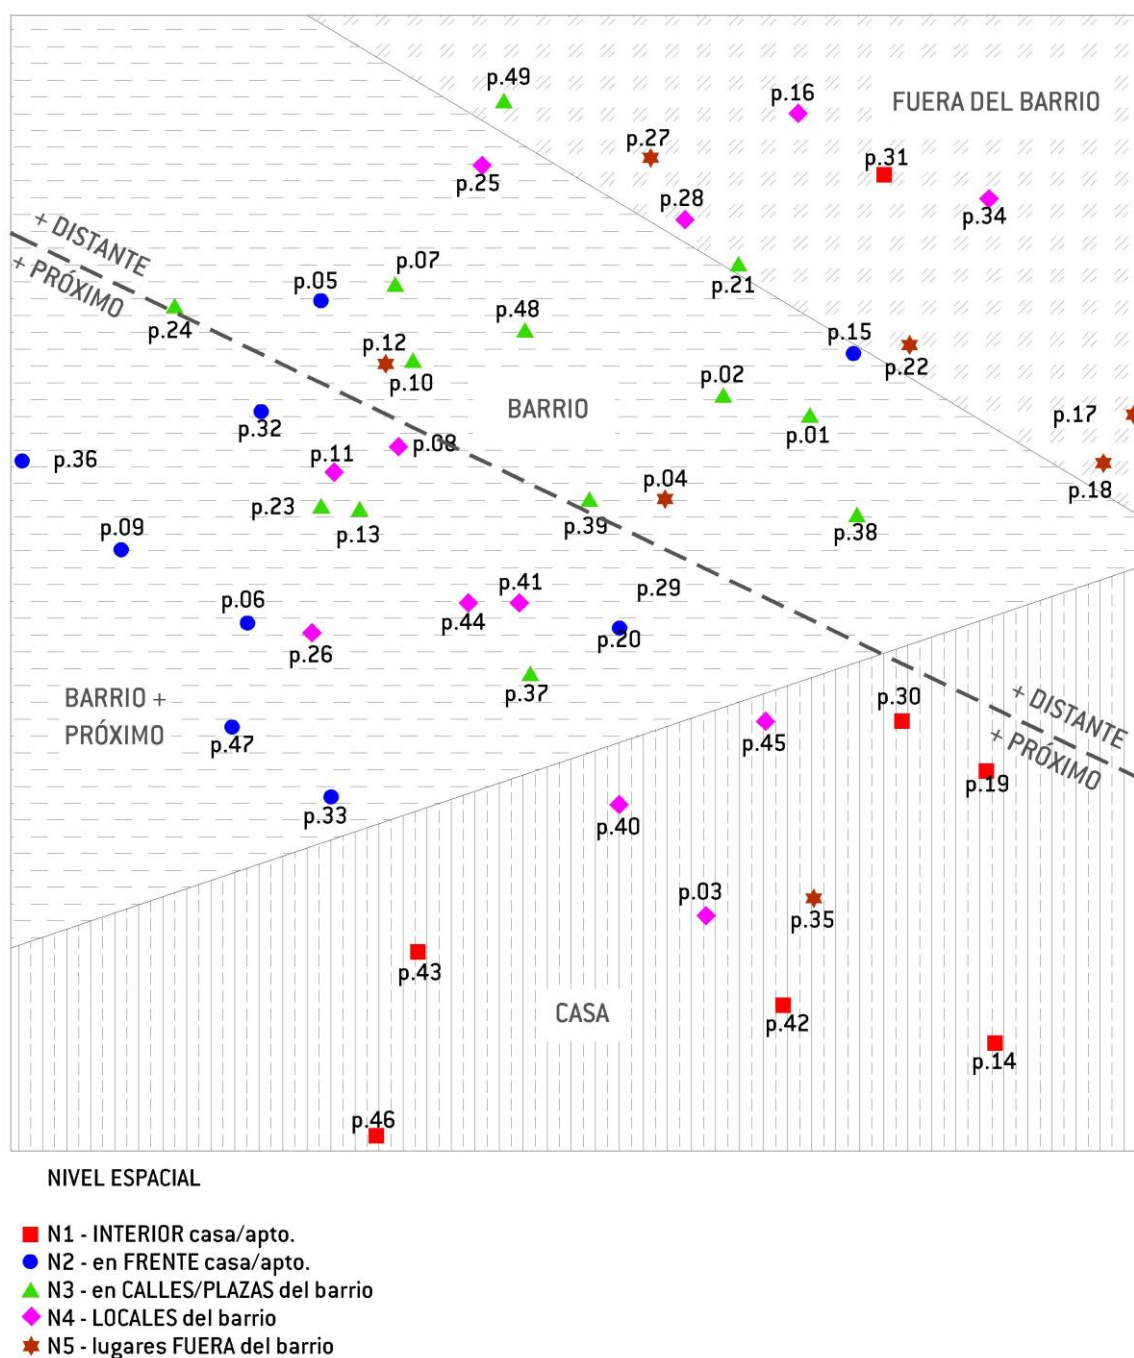 p.49
p.16
FUERA DEL BARRIO
p.27
p.31
p.25
p.28
p.34
+ DISTANTE
+ PRÓXIMO
p.07
p.05
p.21
p.48
p.24
p.15
p.12
p.22
p.10
p.02
BARRIO
p.17
p.32
p.01
p.08
p.36
p.11
p.04
p.18
p.23
p.13
p.39
p.09
p.38
p.41
p.29
p.06
p.44
p.20
p.26
p.37
BARRIO +
PRÓXIMO
p.30
+ DISTANTE
+ PRÓXIMO
p.47
p.45
p.19
p.33
p.40
p.03
p.35
p.43
CASA
p.42
p.14
p.46
NIVEL ESPACIAL
N1 - INTERIOR casa/apto.
N2 - en FRENTE casa/apto.
N3 - en CALLES/PLAZAS del barrio
N4 - LOCALES del barrio
N5 - lugares FUERA del barrio